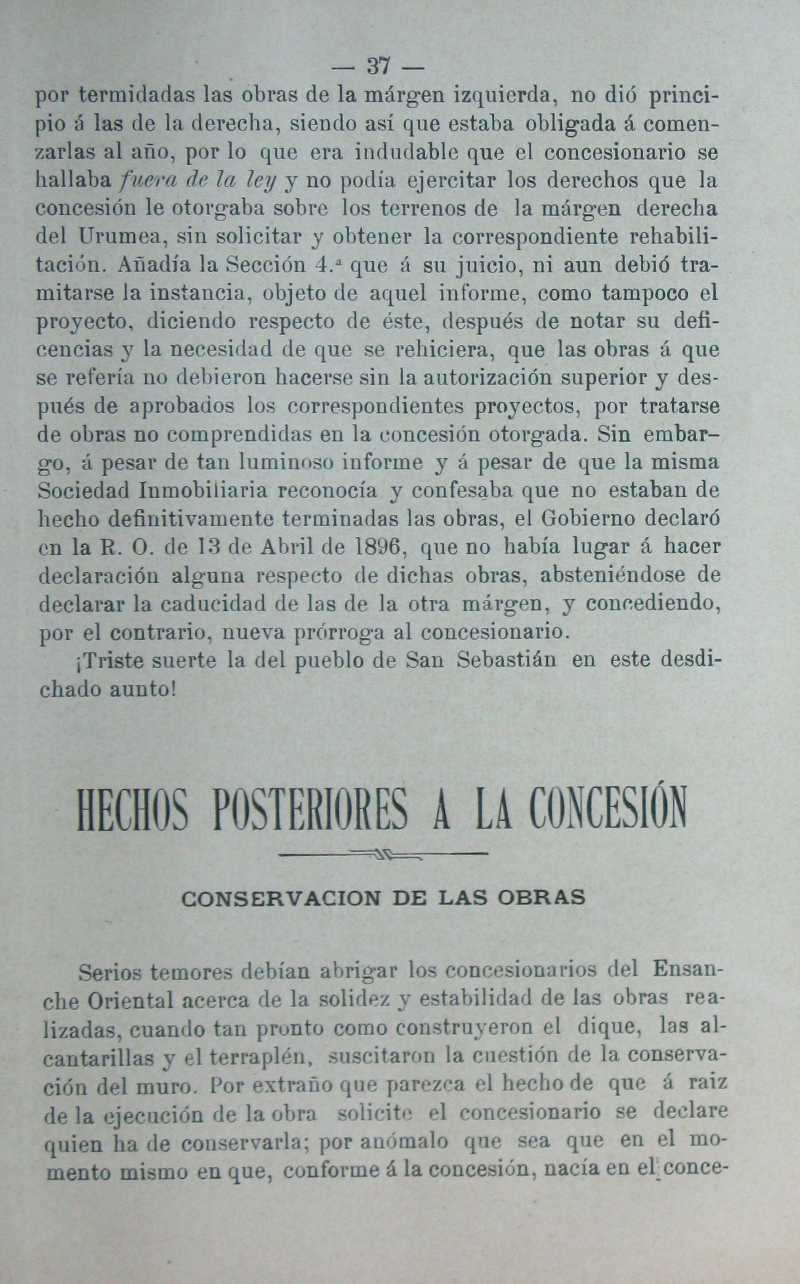 — 37 —
por termidadas las obras de la márgen izquierda, no dió princi-
pio á las de la derecha, siendo así que estaba obligada á comen-
zarlas al año, por lo que era indudable que el concesionario se
hallaba fuera de la ley y no podía ejercitar los derechos que la
concesión le otorgaba sobre los terrenos de la márgen derecha
del Urumea, sin solicitar y obtener la correspondiente rehabili-
tación. Añadía la Sección 4.ª que á su juicio, ni aun debió tra-
mitarse la instancia, objeto de aquel informe, como tampoco el
proyecto, diciendo respecto de éste, después de notar su defi-
cencias y la necesidad de que se rehiciera, que las obras á que
se refería no debieron hacerse sin la autorización superior y des-
pués de aprobados los correspondientes proyectos, por tratarse
de obras no comprendidas en la concesión otorgada. Sin embar-
go, á pesar de tan luminoso informe y á pesar de que la misma
Sociedad Inmobiliaria reconocía y confesaba que no estaban de
hecho definitivamente terminadas las obras, el Gobierno declaró
en la R. O. de 13 de Abril de 1896, que no había lugar á hacer
declaración alguna respecto de dichas obras, absteniéndose de
declarar la caducidad de las de la otra márgen, y concediendo,
por el contrario, nueva prórroga al concesionario.
¡Triste suerte la del pueblo de San Sebastián en este desdi-
chado aunto!
HECHOS POSTERIORES A LA CONCESIÓN
CONSERVACION DE LAS OBRAS
Serios temores debían abrigar los concesionarios del Ensan-
che Oriental acerca de la solidez y estabilidad de las obras rea-
lizadas, cuando tan pronto como construyeron el dique, las al-
cantarillas y el terraplén, suscitaron la cuestión de la conserva-
ción del muro. Por extraño que parezca el hecho de que á raiz
de la ejecución de la obra solicite el concesionario se declare
quien ha de conservarla; por anómalo que sea que en el mo-
mento mismo en que, conforme á la concesión, nacía en el conce-